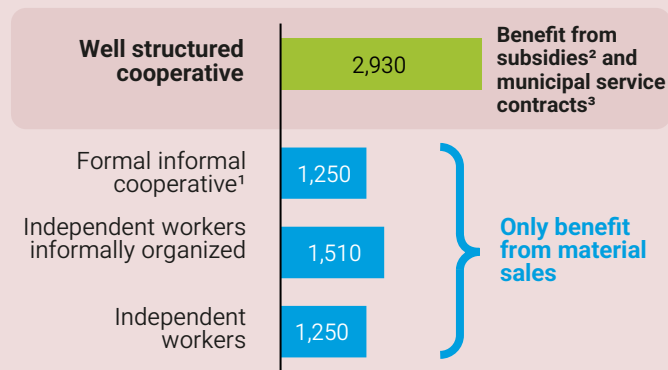 Well structured
cooperative
2,930
Benefit from
subsidies² and
municipal service
contracts³
Formal informal
cooperative¹
1,250
Independent workers
informally organized
1,510
Independent
workers
1,250
Only benefit
from material
sales